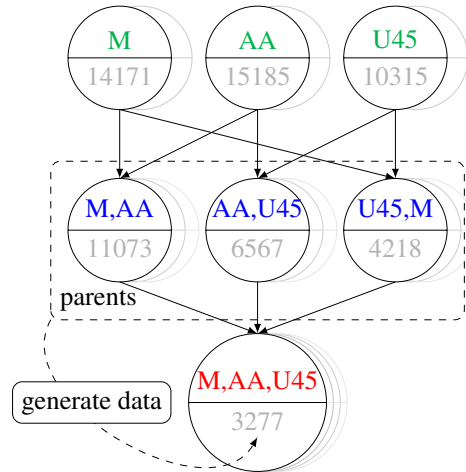 M
AA
U45
14171
15185
10315
M,AA
AA,U45
U45,M
11073
6567
4218
parents
M,AA,U45
generate data
3277